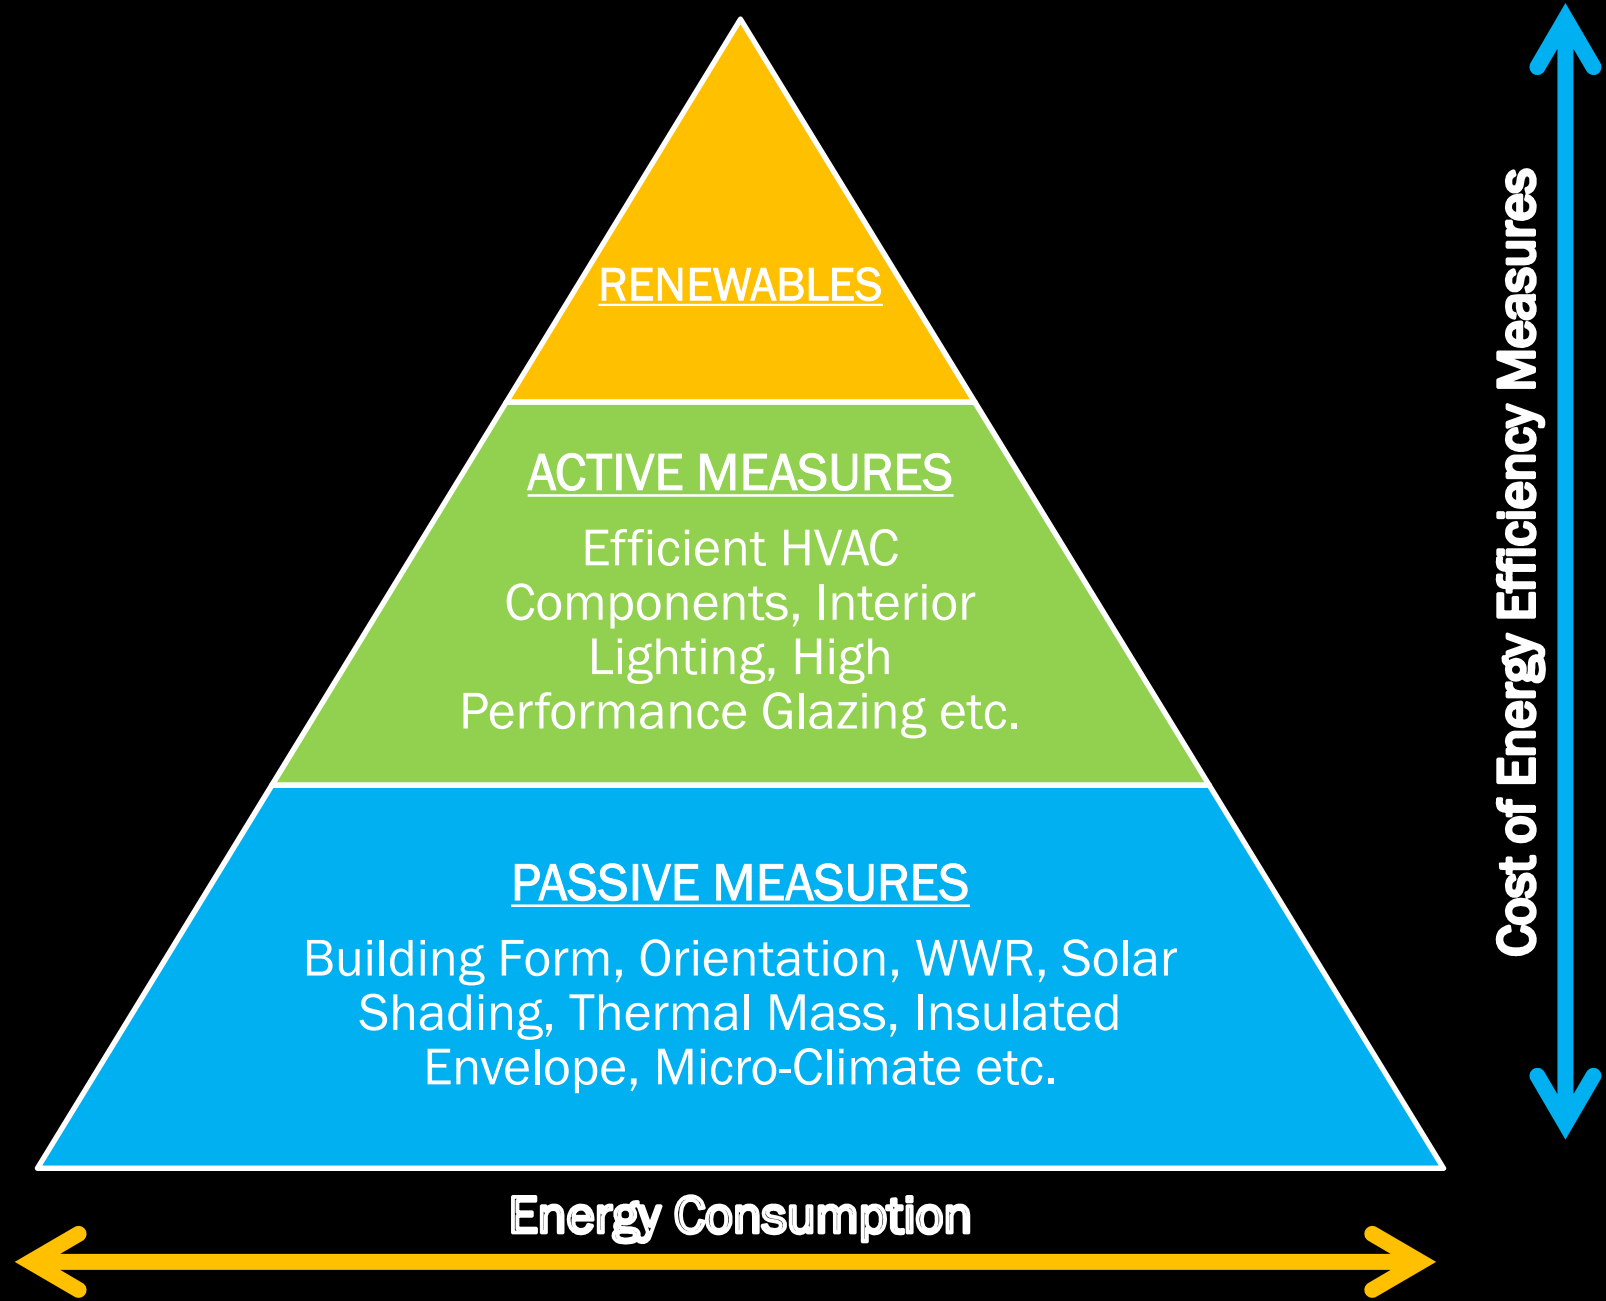 RENEWABLES
ACTIVE MEASURES
Efficient HVAC
Components, Interior
Lighting, High
Performance Glazing etc.
PASSIVE MEASURES
Building Form, Orientation, WWR, Solar
Shading, Thermal Mass, Insulated
Envelope, Micro-Climate etc.
Energy Consumption
Cost of Energy Efficiency Measures